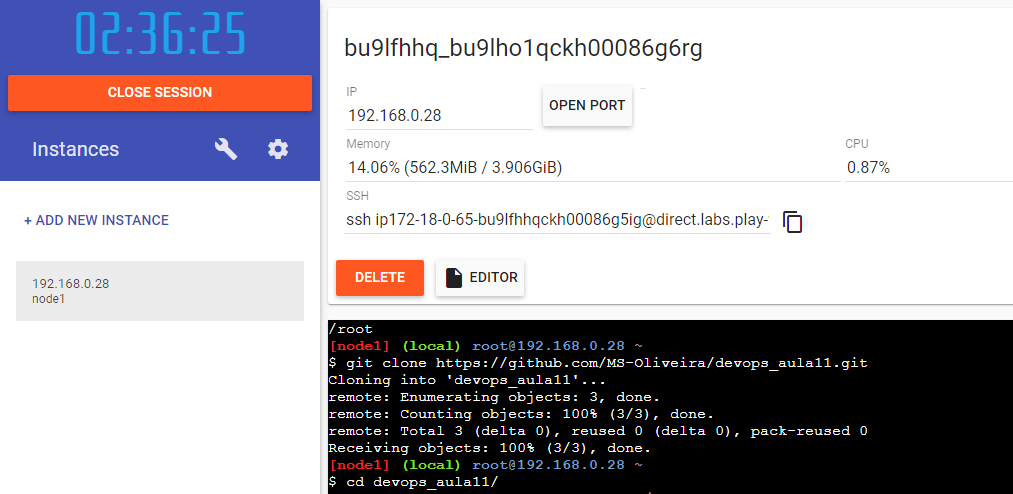 02:36:25
CLOSE SESSION
Instances
+ ADD NEW INSTANCE
192.168.0.28
node1
bu9lfhhq_bu9lho1qckh00086g6rg
IP
192.168.0.28
OPEN PORT
Memory
14.06% (562.3MiB / 3.906GiB)
CPU
0.87%
SSH
ssh ip172-18-0-65-bu9lfhhqckh00086g5ig@direct.labs.play-
DELETE
EDITOR
/root
[node1] (local) root@192.168.0.28 ~
$ git clone https://github.com/MS-Oliveira/devops_aula11.git
Cloning into 'devops_aula11'...
remote: Enumerating objects: 3, done.
remote: Counting objects: 100% (3/3), done.
remote: Total 3 (delta 0), reused 0 (delta 0), pack-reused 0
Receiving objects: 100% (3/3), done.
[node1] (local) root@192.168.0.28 ~
$ cd devops_aula11/